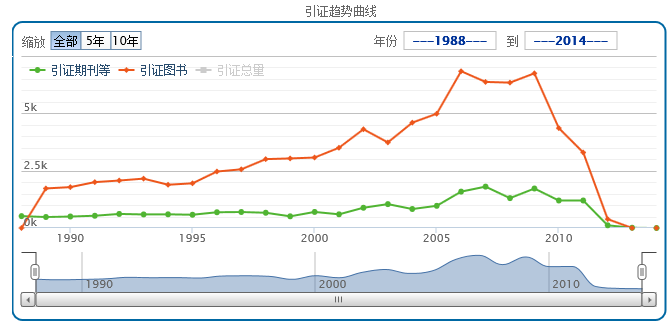 引证趋势曲线
缩放 全部 5年 10年 年份 ---1988--- 到 ---2014---
引证期刊等 引证图书 引证总量
5k
2.5k
0k
1990 1995 2000 2005 2010
1990 2000 2010